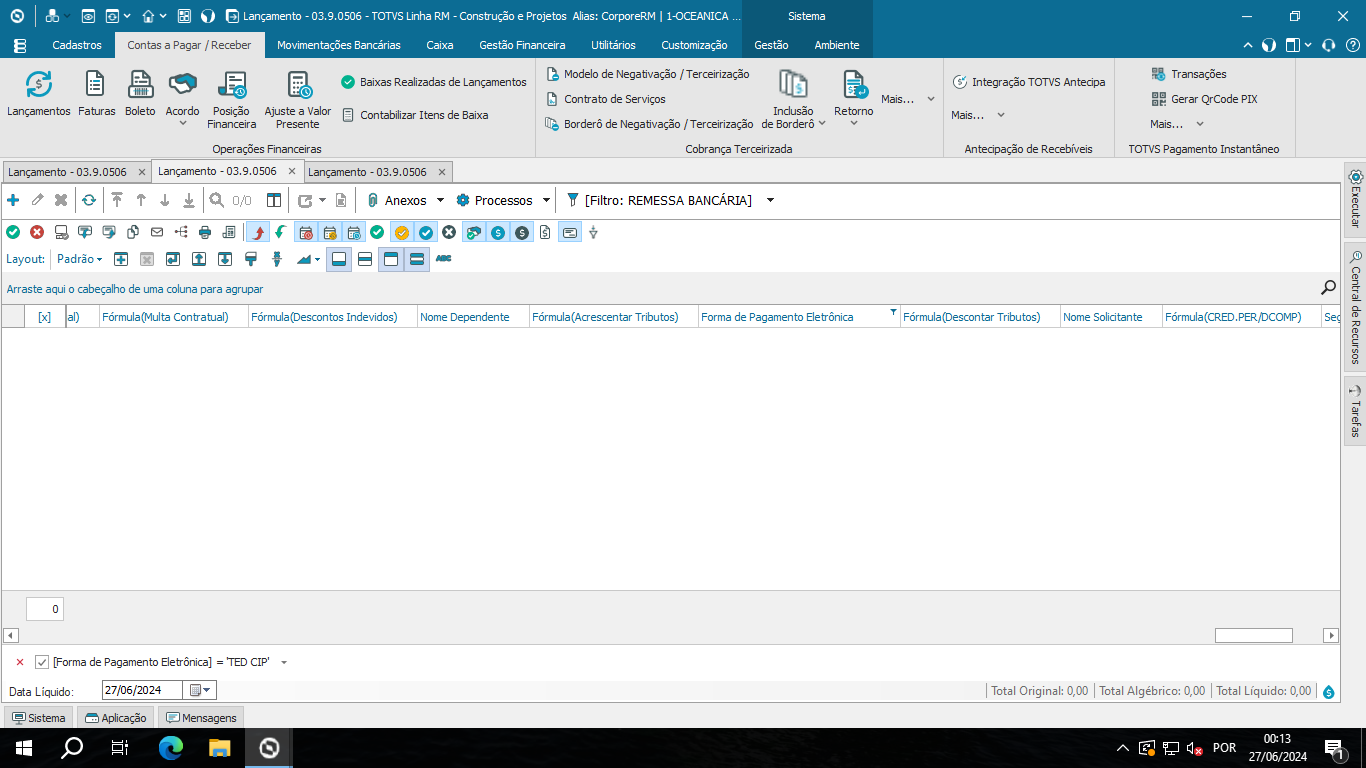 Lançamento - 03.9.0506 - TOTVS Linha RM - Construção e Projetos Alias: CorporeRM | 1-OCEANICA ...
Sistema
Cadastros
Contas a Pagar / Receber
Movimentações Bancárias
Caixa
Gestão Financeira
Utilitários
Customização
Gestão
Ambiente
Lançamentos
Faturas
Boleto
Acordo
Posição Financeira
Ajuste a Valor Presente
Baixas Realizadas de Lançamentos
Contabilizar Itens de Baixa
Operações Financeiras
Modelo de Negativação / Terceirização
Contrato de Serviços
Borderô de Negativação / Terceirização
Inclusão de Borderô
Retorno
Mais...
Cobrança Terceirizada
Integração TOTVS Antecipa
Mais...
Antecipação de Recebíveis
Transações
Gerar QrCode PIX
Mais...
TOTVS Pagamento Instantâneo
Lançamento - 03.9.0506
Lançamento - 03.9.0506
Lançamento - 03.9.0506
0/0
Anexos
Processos
[Filtro: REMESSA BANCÁRIA]
Layout:
Padrão
ABC
Arraste aqui o cabeçalho de uma coluna para agrupar
[x]
al)
Fórmula(Multa Contratual)
Fórmula(Descontos Indevidos)
Nome Dependente
Fórmula(Acrescentar Tributos)
Forma de Pagamento Eletrônica
Fórmula(Descontar Tributos)
Nome Solicitante
Fórmula(CRED.PER/DCOMP)
Seg
0
[Forma de Pagamento Eletrônica] = 'TED CIP'
Data Líquido:
27/06/2024
Total Original: 0,00
Total Algébrico: 0,00
Total Líquido: 0,00
Sistema
Aplicação
Mensagens
Executar
Central de Recursos
Tarefas
POR
00:13
27/06/2024
1